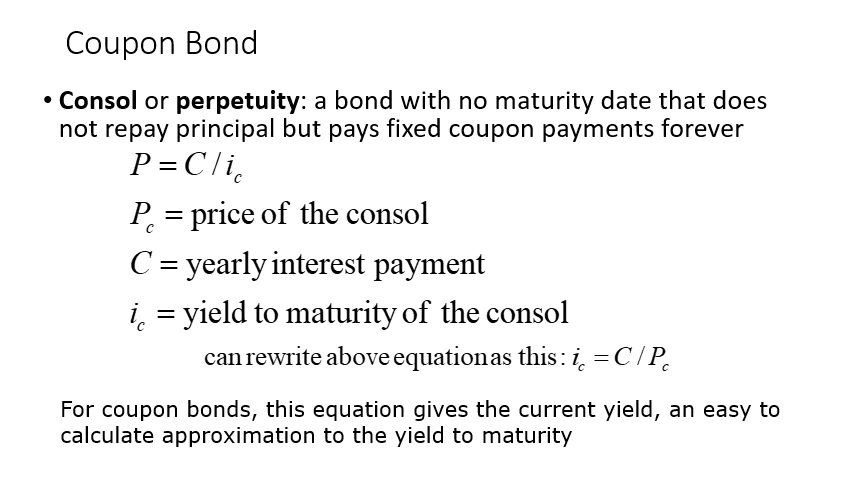 Coupon Bond
• Consol or perpetuity: a bond with no maturity date that does
not repay principal but pays fixed coupon payments forever
P = C / i_c
P_c = price of the consol
C = yearly interest payment
i_c = yield to maturity of the consol
can rewrite above equation as this : i_c = C / P_c
For coupon bonds, this equation gives the current yield, an easy to
calculate approximation to the yield to maturity